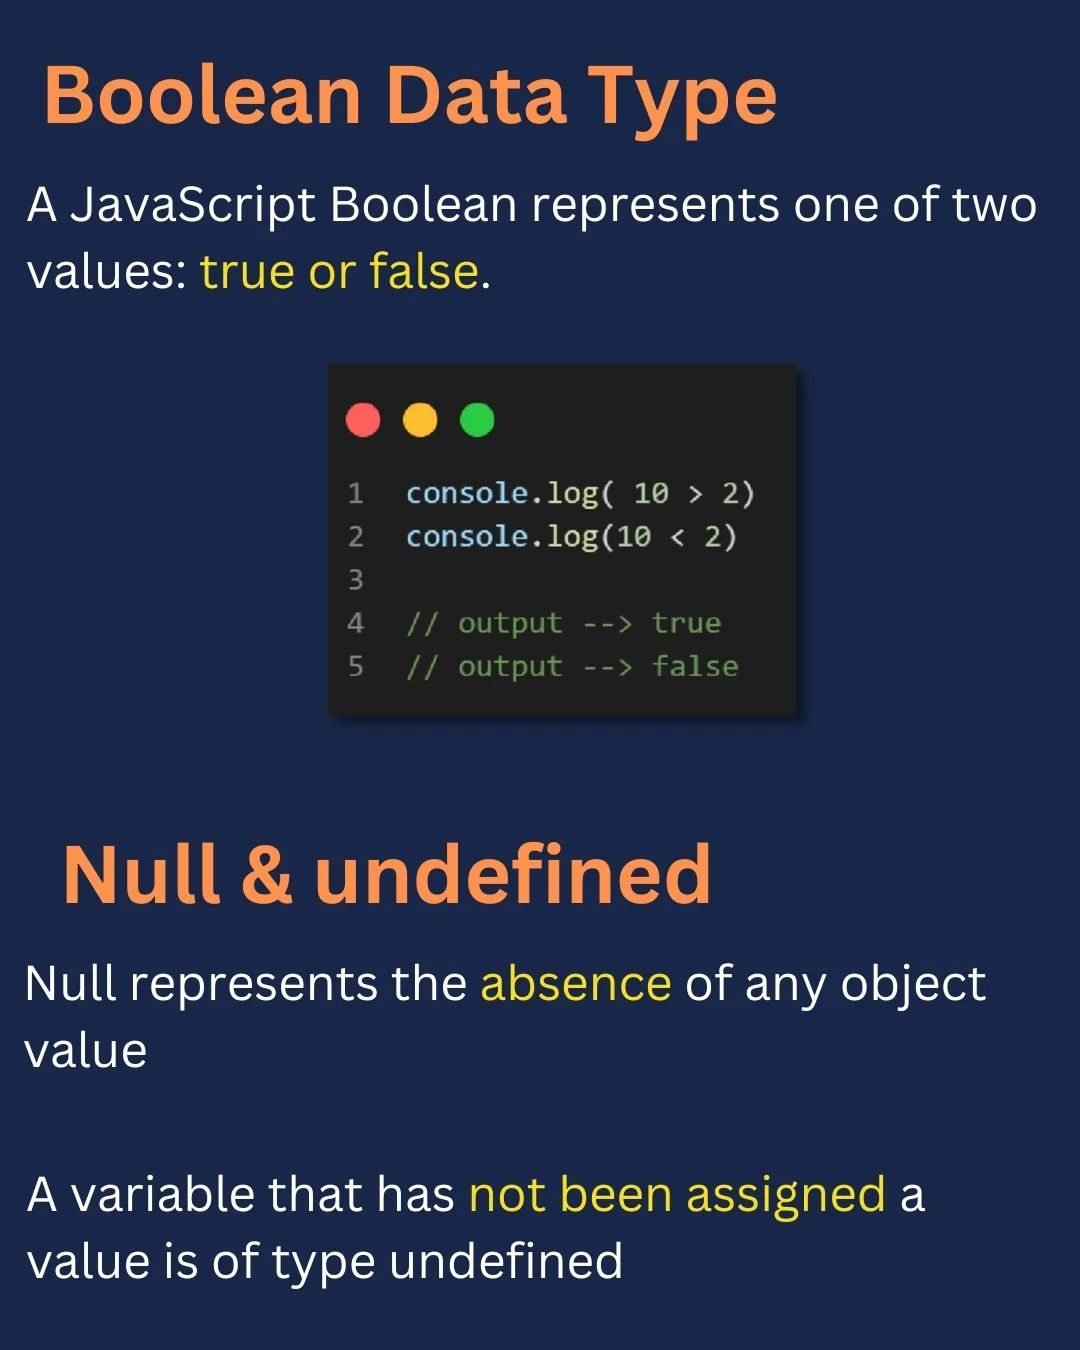 Boolean Data Type
A JavaScript Boolean represents one of two
values: true or false.
1 console.log( 10 > 2)
2 console.log(10 < 2)
3
4 // output --> true
5 // output --> false
Null & undefined
Null represents the absence of any object
value
A variable that has not been assigned a
value is of type undefined